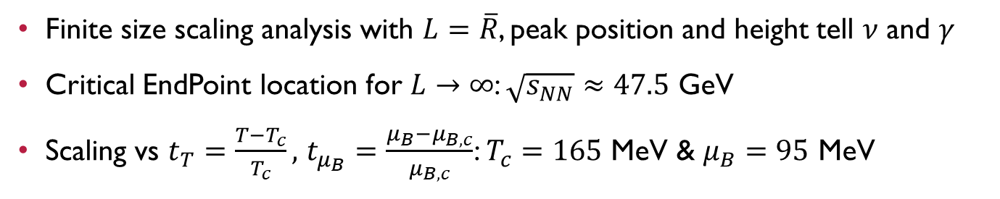 • Finite size scaling analysis with L = R̄, peak position and height tell ν and γ
• Critical EndPoint location for L → ∞: √s_NN ≈ 47.5 GeV
• Scaling vs t_T = (T−T_c)/T_c , t_μ_B = (μ_B−μ_B,c)/μ_B,c : T_c = 165 MeV & μ_B = 95 MeV